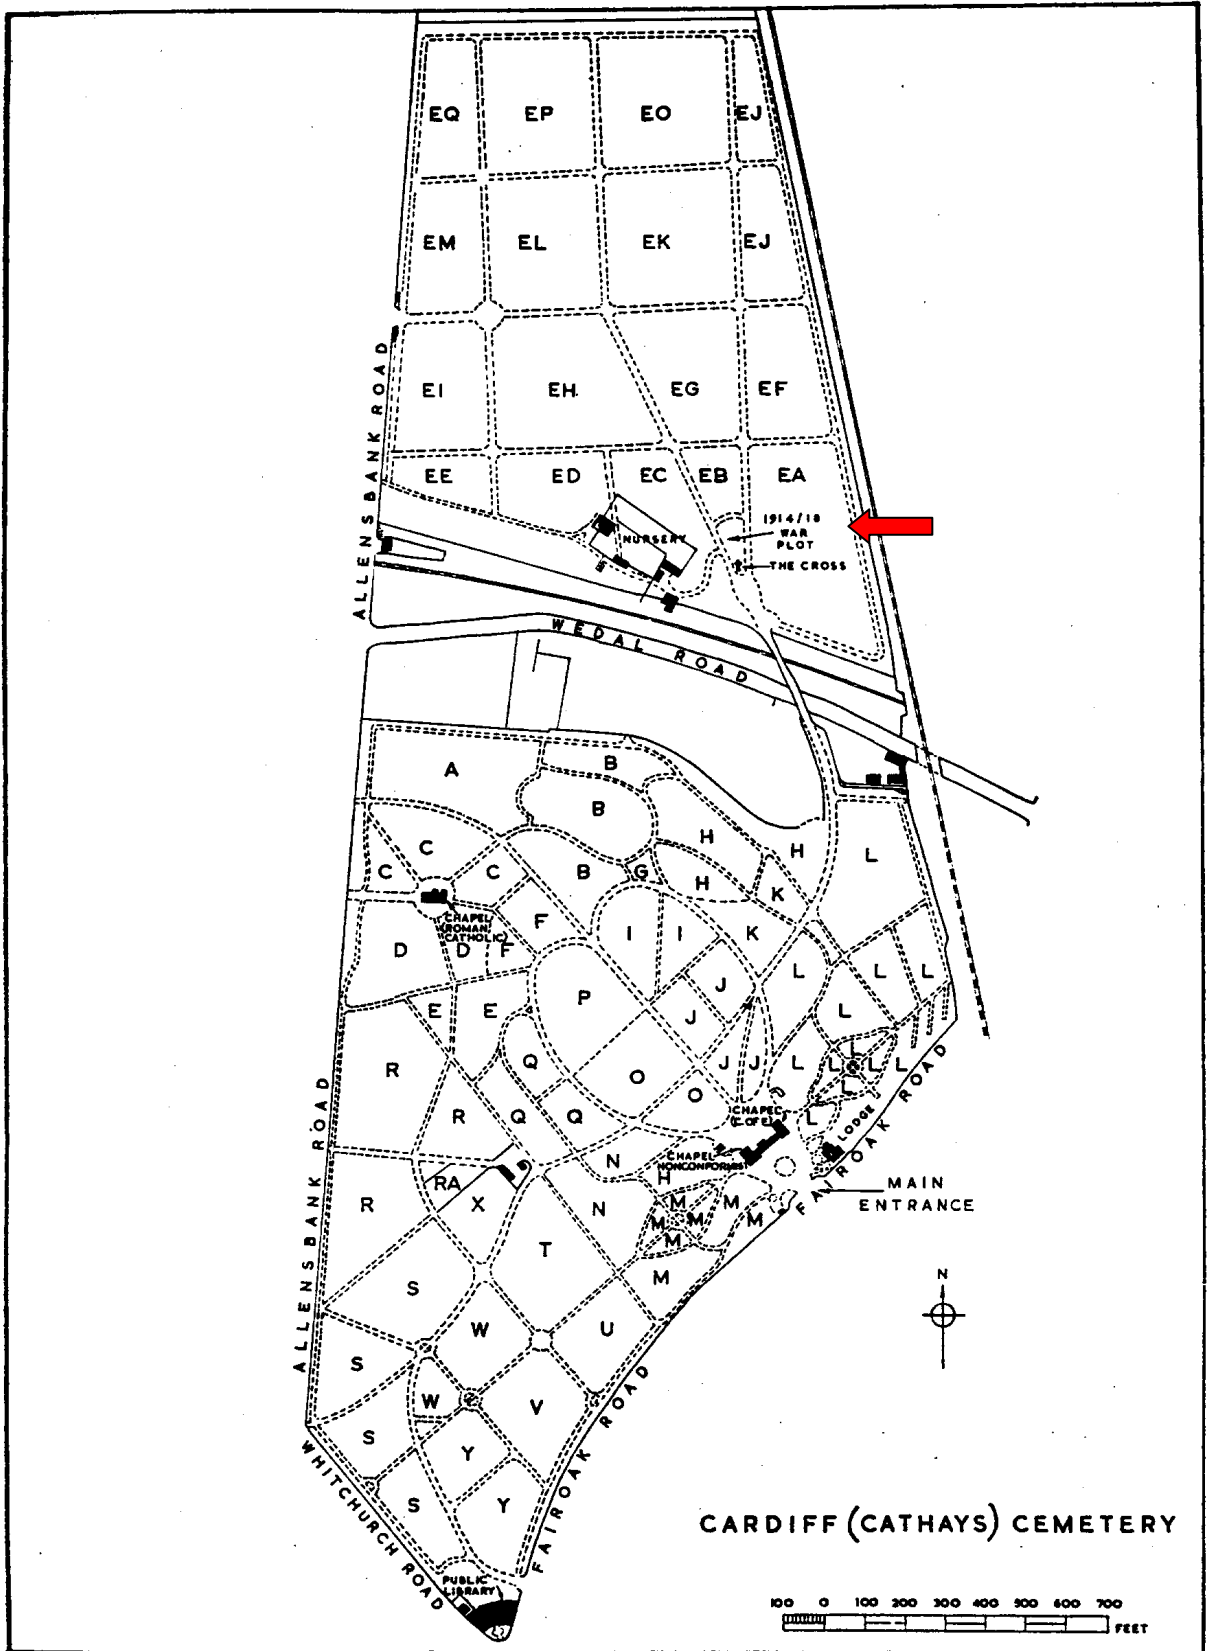 EQ EP EO EJ
EM EL EK EJ
EI EH EG EF
EE ED EC EB EA
ALLENSBANK ROAD
NURSERY
1914/18
WAR
PLOT
THE CROSS
WEDAL ROAD
A B
B
C H H L
C C B G H K
CHAPEL
(ROMAN
CATHOLIC)
F I I K
D D F L L L
P J
E E J L
R Q O J J L L L L L L
R Q Q O
CHAPEL
(C OF E)
L
LODGE
CHAPEL
NONCONFORMIST
N H
ALLENSBANK ROAD
FAIROAK ROAD
MAIN
ENTRANCE
R RA X N M M M M M M
T
S M
N
W U
S
W V
S Y
S Y
FAIROAK ROAD
WHITCHURCH ROAD
PUBLIC
LIBRARY
CARDIFF (CATHAYS) CEMETERY
100 0 100 200 300 400 500 600 700
FEET